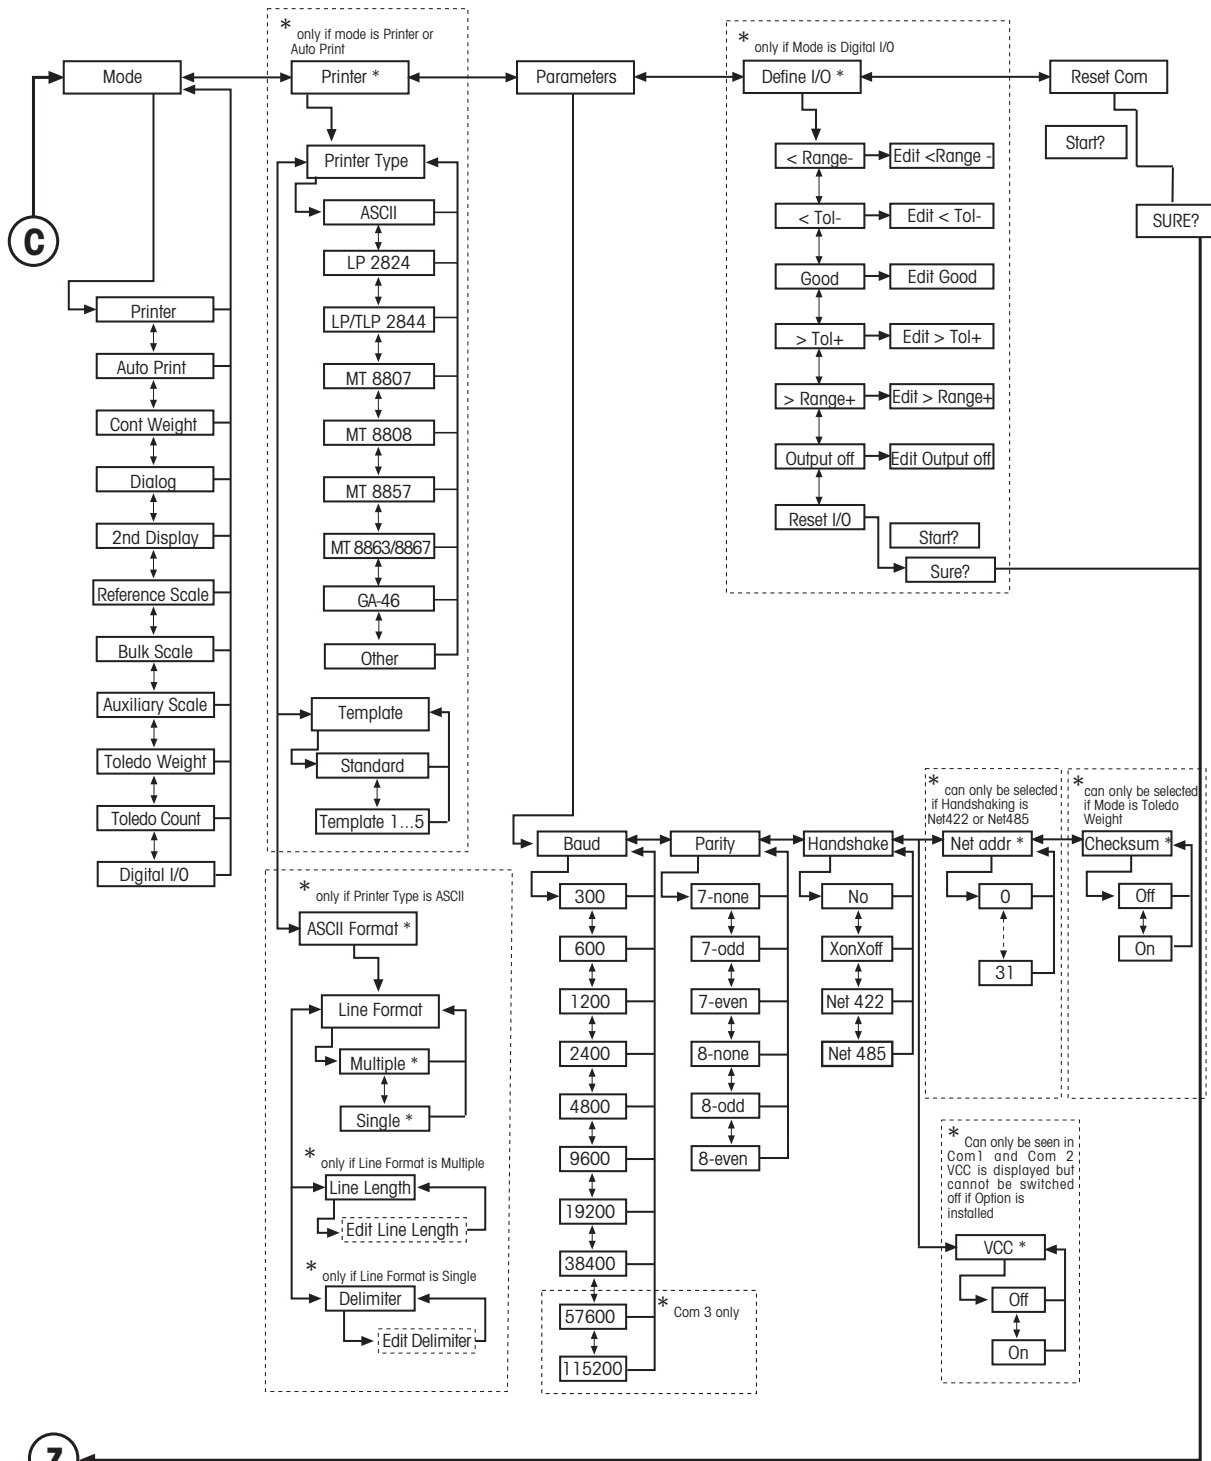 *
only if mode is Printer or
Auto Print
*
only if Mode is Digital I/O
Mode
Printer *
Parameters
Define I/O *
Reset Com
Start?
SURE?
C
Printer
Auto Print
Cont Weight
Dialog
2nd Display
Reference Scale
Bulk Scale
Auxiliary Scale
Toledo Weight
Toledo Count
Digital I/O
Printer Type
ASCII
LP 2824
LP/TLP 2844
MT 8807
MT 8808
MT 8857
MT 8863/8867
GA-46
Other
Template
Standard
Template 1...5
*
only if Printer Type is ASCII
ASCII Format *
Line Format
Multiple *
Single *
*
only if Line Format is Multiple
Line Length
Edit Line Length
*
only if Line Format is Single
Delimiter
Edit Delimiter
< Range-
Edit <Range -
< Tol-
Edit < Tol-
Good
Edit Good
> Tol+
Edit > Tol+
> Range+
Edit > Range+
Output off
Edit Output off
Reset I/O
Start?
Sure?
Baud
300
600
1200
2400
4800
9600
19200
38400
57600
115200
*
Com 3 only
Parity
7-none
7-odd
7-even
8-none
8-odd
8-even
Handshake
No
XonXoff
Net 422
Net 485
*
can only be selected
if Handshaking is
Net422 or Net485
Net addr *
0
31
*
can only be selected
if Mode is Toledo
Weight
Checksum *
Off
On
*
Can only be seen in
Com1 and Com 2
VCC is displayed but
cannot be switched
off if Option is
installed
VCC *
Off
On
Z